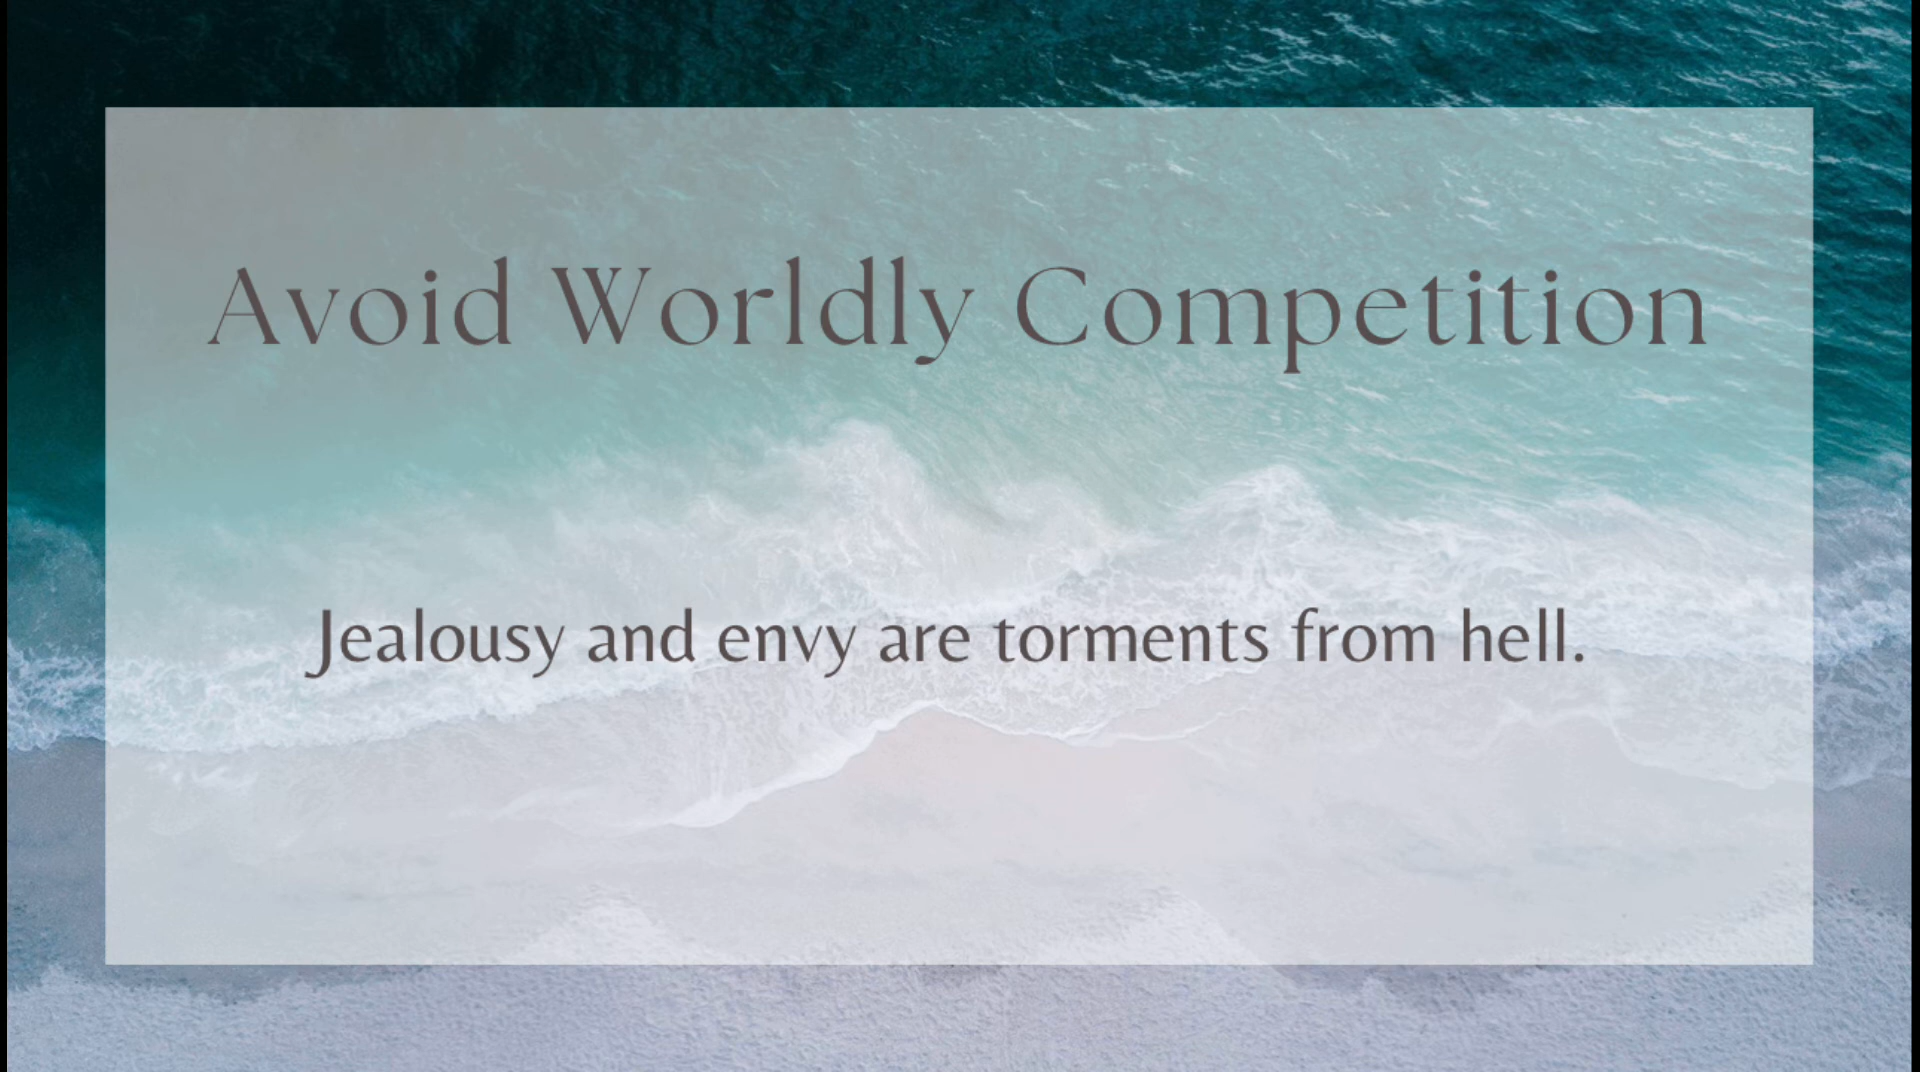 Avoid Worldly Competition
Jealousy and envy are torments from hell.